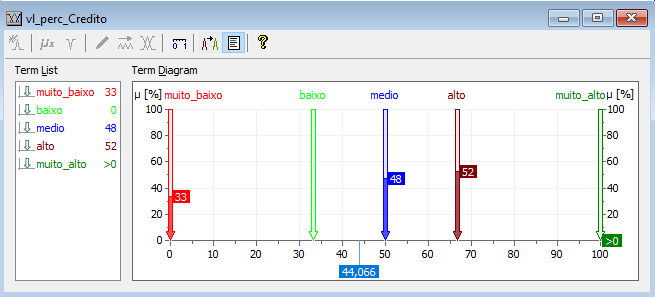 vl_perc_Credito
Term List
muito_baixo 33
baixo 0
medio 48
alto 52
muito_alto >0
Term Diagram
µ [%] muito_baixo baixo medio alto muito_alto µ [%]
100 100
80 80
60 60
52
48
40 40
33
20 20
0 >0
0 10 20 30 40 50 60 70 80 90 100
44,066